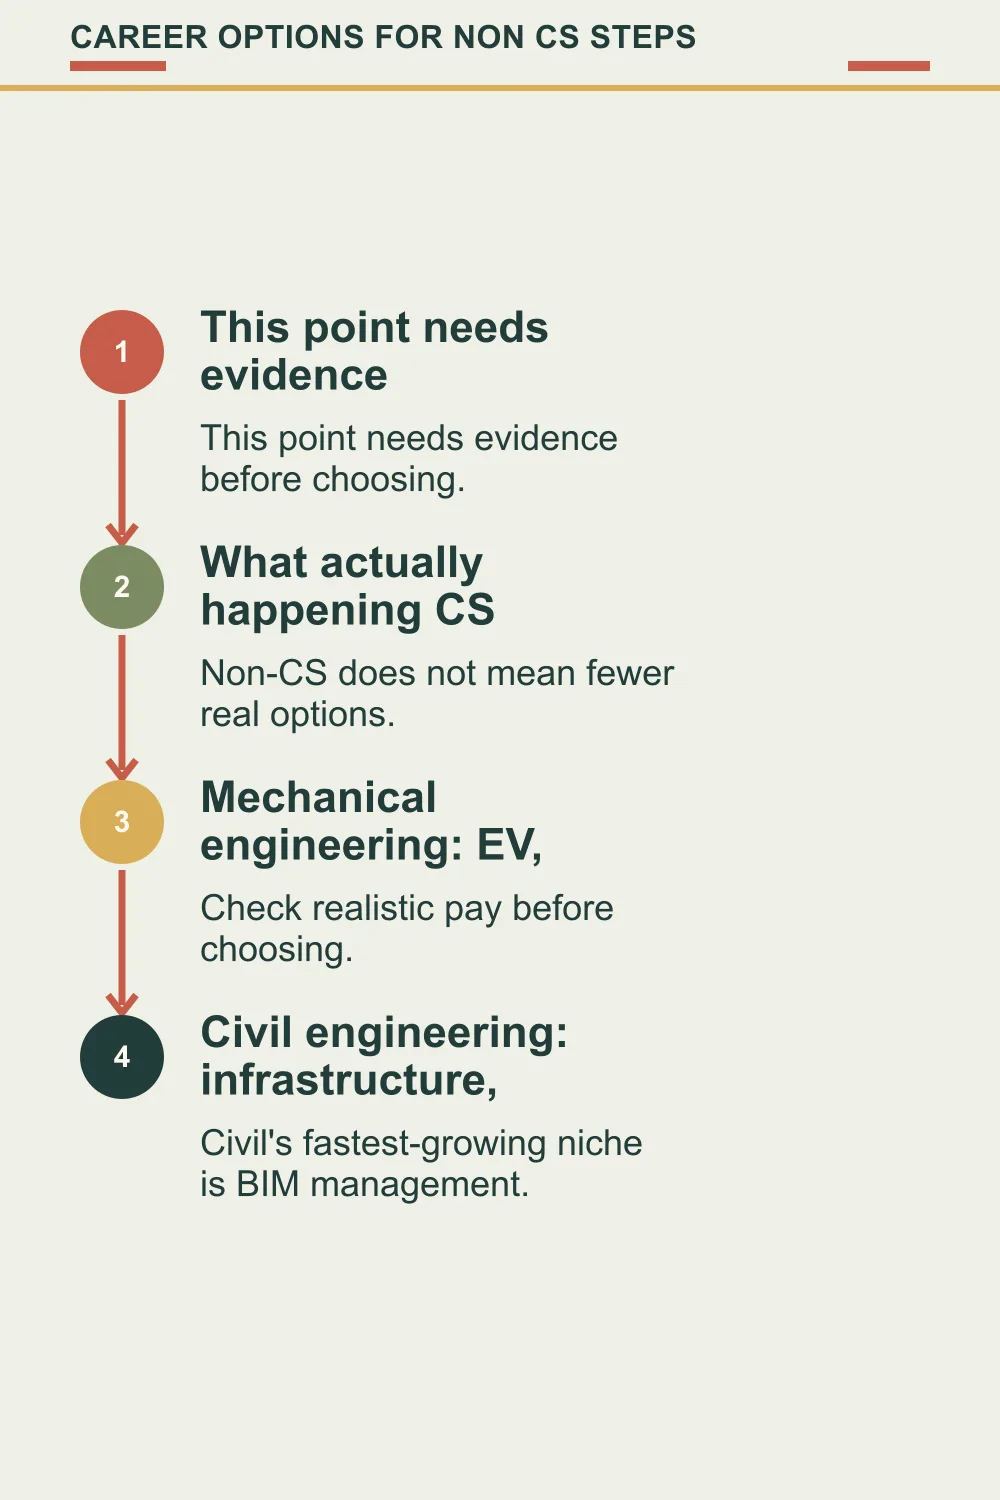 CAREER OPTIONS FOR NON CS STEPS
1
This point needs
evidence
This point needs evidence
before choosing.
2
What actually
happening CS
Non-CS does not mean fewer
real options.
3
Mechanical
engineering: EV,
Check realistic pay before
choosing.
4
Civil engineering:
infrastructure,
Civil's fastest-growing niche
is BIM management.